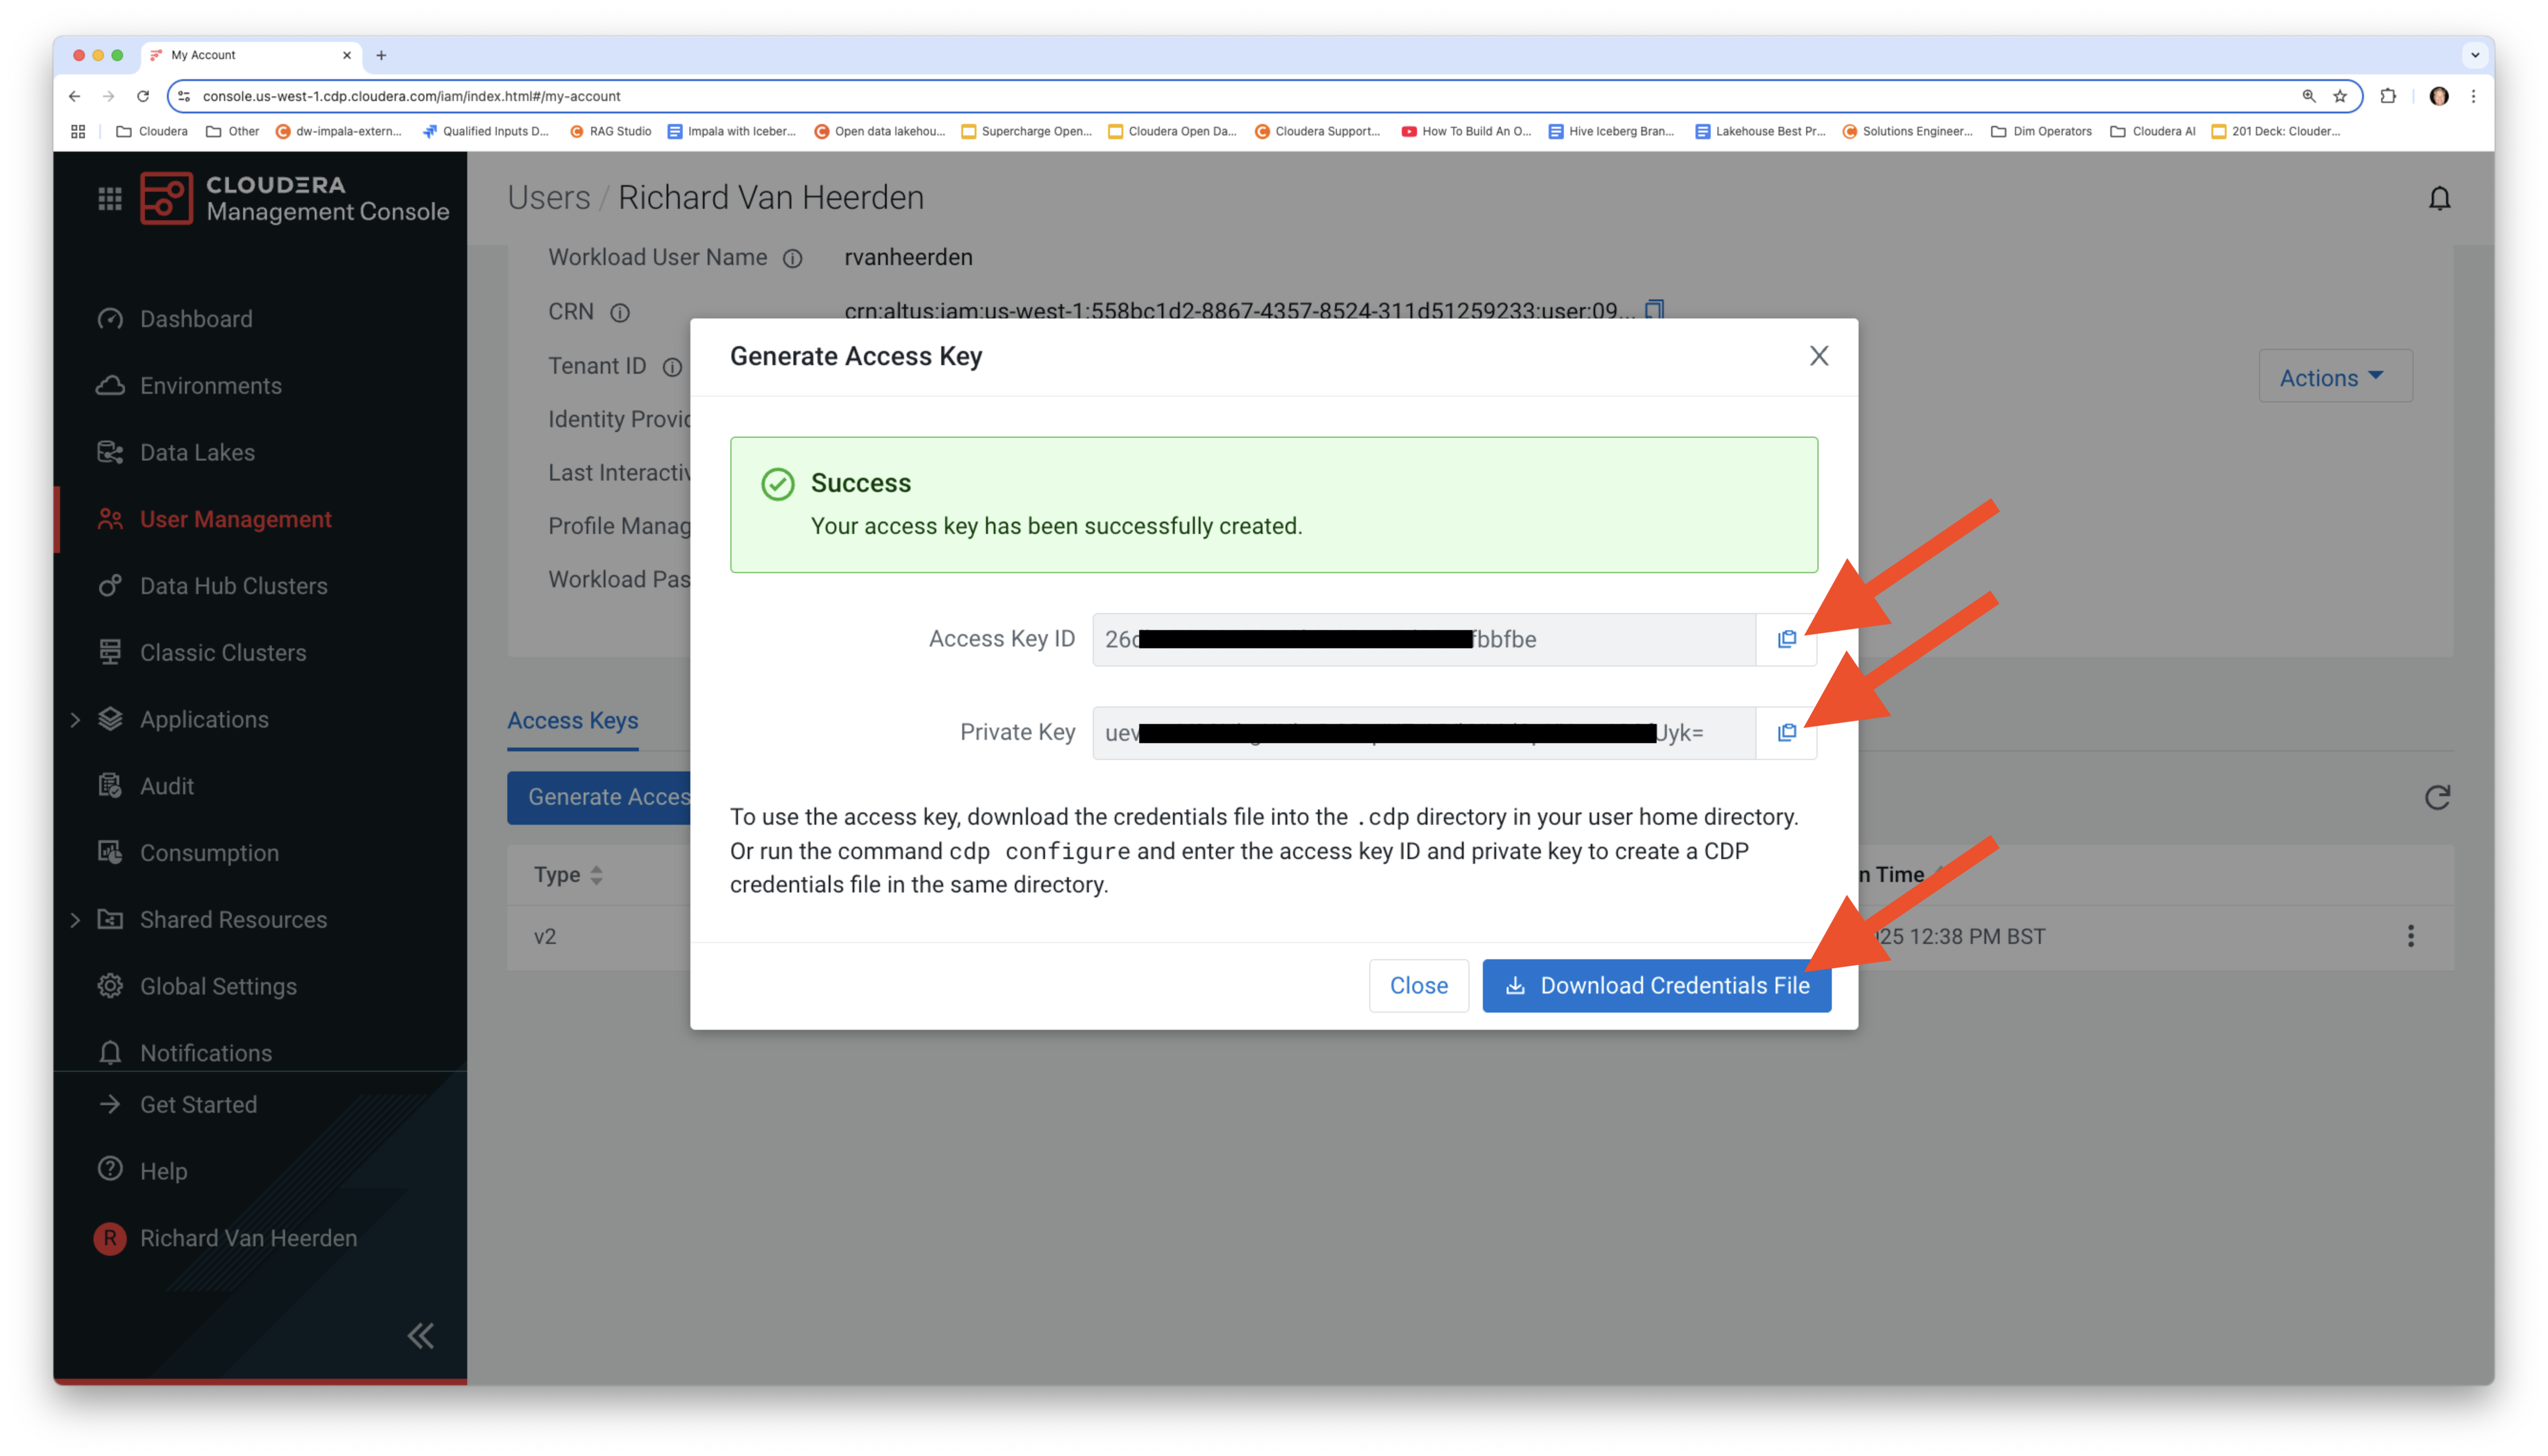 My Account
console.us-west-1.cdp.cloudera.com/iam/index.html#/my-account
Cloudera
Other
dw-impala-extern...
Qualified Inputs D...
RAG Studio
Impala with Iceber...
Open data lakehou...
Supercharge Open...
Cloudera Open Da...
Cloudera Support...
How To Build An O...
Hive Iceberg Bran...
Lakehouse Best Pr...
Solutions Engineer...
Dim Operators
Cloudera AI
201 Deck: Clouder...
CLOUDERA
Management Console
Dashboard
Environments
Data Lakes
User Management
Data Hub Clusters
Classic Clusters
Applications
Audit
Consumption
Shared Resources
Global Settings
Notifications
Get Started
Help
R
Richard Van Heerden
Users / Richard Van Heerden
Workload User Name
rvanheerden
CRN
crn:altus:iam:us-west-1:558bc1d2-8867-4357-8524-311d51259233:user:09...
Tenant ID
Identity Provid
Last Interactiv
Profile Manag
Workload Pas
Actions
Access Keys
Generate Acces
Type
n Time
v2
025 12:38 PM BST
Generate Access Key
Success
Your access key has been successfully created.
Access Key ID
26 fbbfbe
Private Key
uev Uyk=
To use the access key, download the credentials file into the .cdp directory in your user home directory.
Or run the command cdp configure and enter the access key ID and private key to create a CDP
credentials file in the same directory.
Close
Download Credentials File